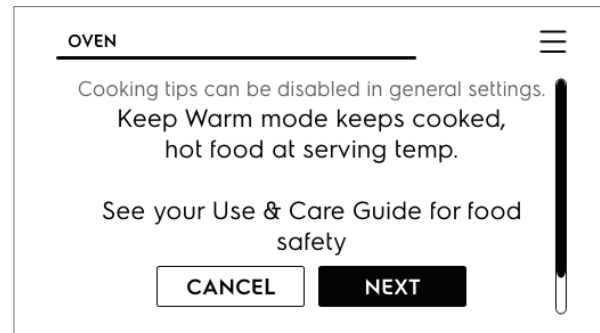 OVEN
Cooking tips can be disabled in general settings.
Keep Warm mode keeps cooked,
hot food at serving temp.
See your Use & Care Guide for food
safety
CANCEL
NEXT